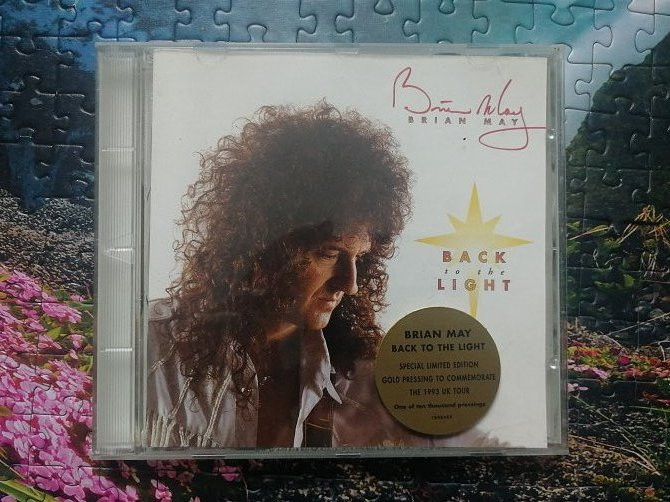 Brian May
BRIAN MAY
BACK
to the
LIGHT
BRIAN MAY
BACK TO THE LIGHT
SPECIAL LIMITED EDITION
GOLD PRESSING TO COMMEMORATE
THE 1993 UK TOUR
One of ten thousand pressings